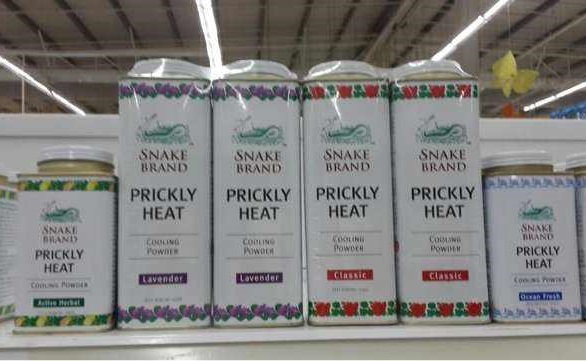 SNAKE
BRAND
PRICKLY
HEAT
COOLING POWDER
Active Herbal
SNAKE
BRAND
PRICKLY
HEAT
COOLING
POWDER
Lavender
SNAKE
BRAND
PRICKLY
HEAT
COOLING
POWDER
Lavender
SNAKE
BRAND
PRICKLY
HEAT
COOLING
POWDER
Classic
SNAKE
BRAND
PRICKLY
HEAT
COOLING
POWDER
Classic
SNAKE
BRAND
PRICKLY
HEAT
COOLING POWDER
Ocean Fresh